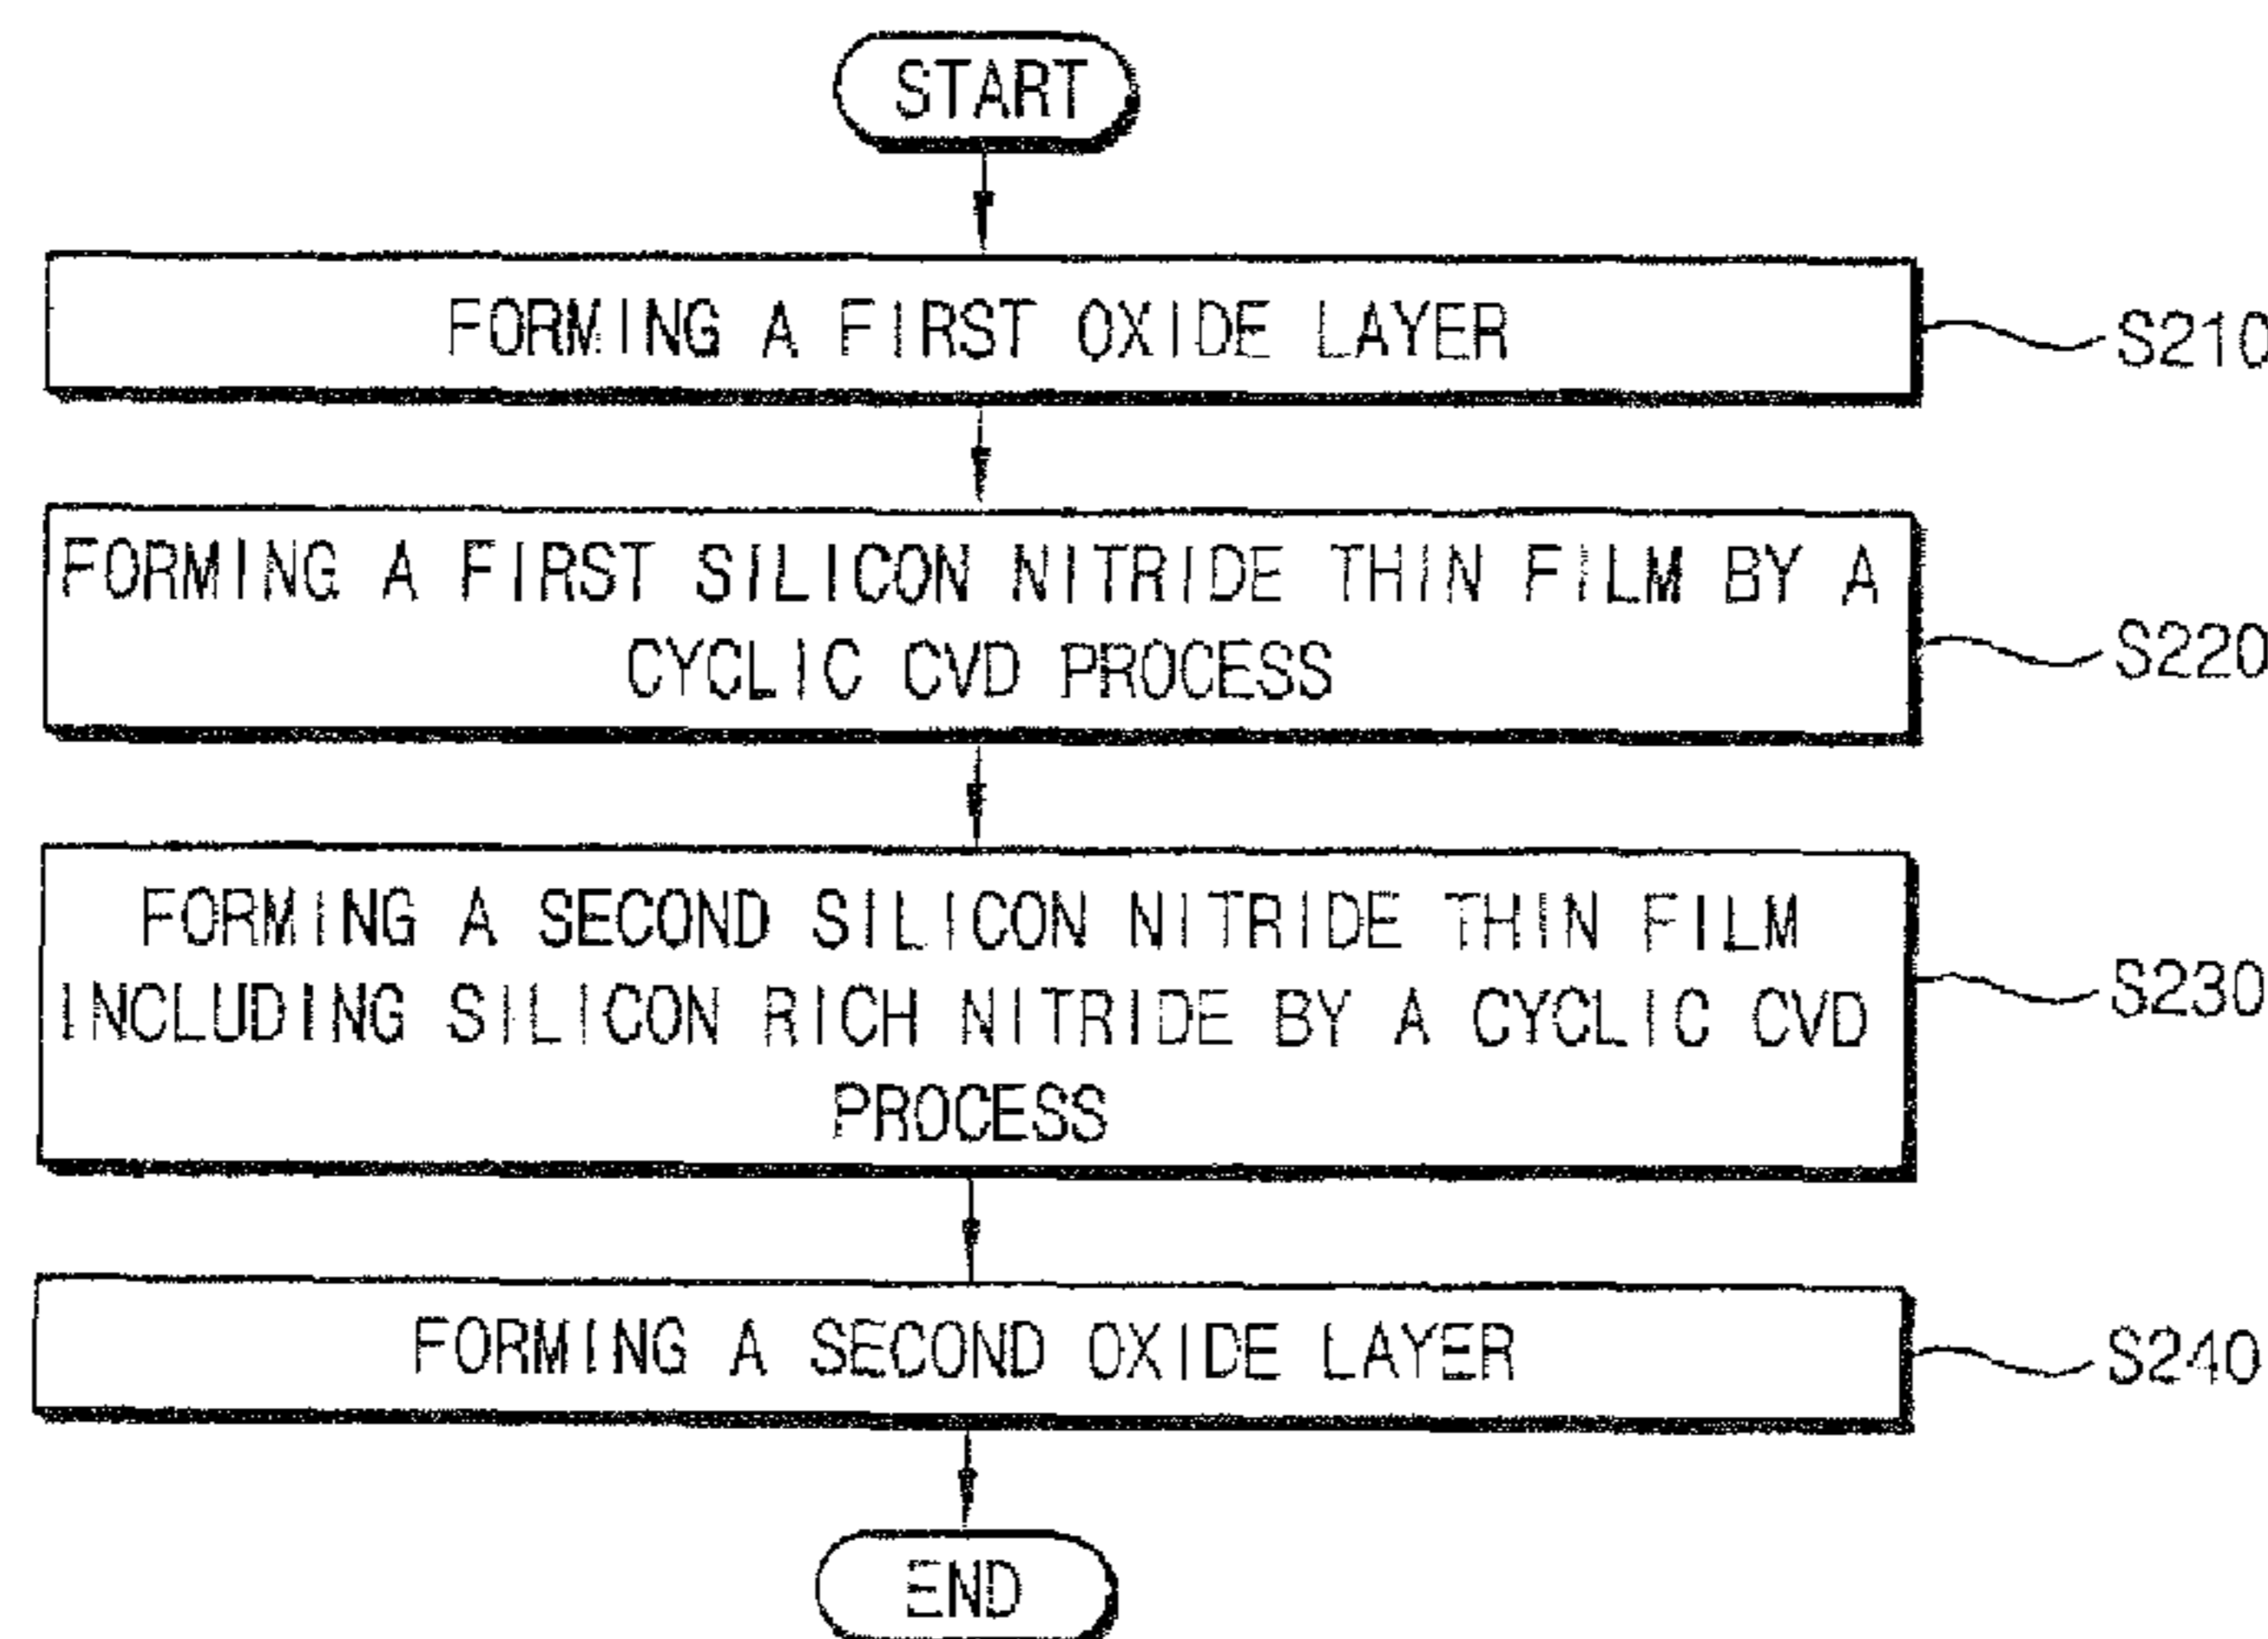 START
FORMING A FIRST OXIDE LAYER
S210
FORMING A FIRST SILICON NITRIDE THIN FILM BY A
CYCLIC CVD PROCESS
S220
FORMING A SECOND SILICON NITRIDE THIN FILM
INCLUDING SILICON RICH NITRIDE BY A CYCLIC CVD
PROCESS
S230
FORMING A SECOND OXIDE LAYER
S240
END